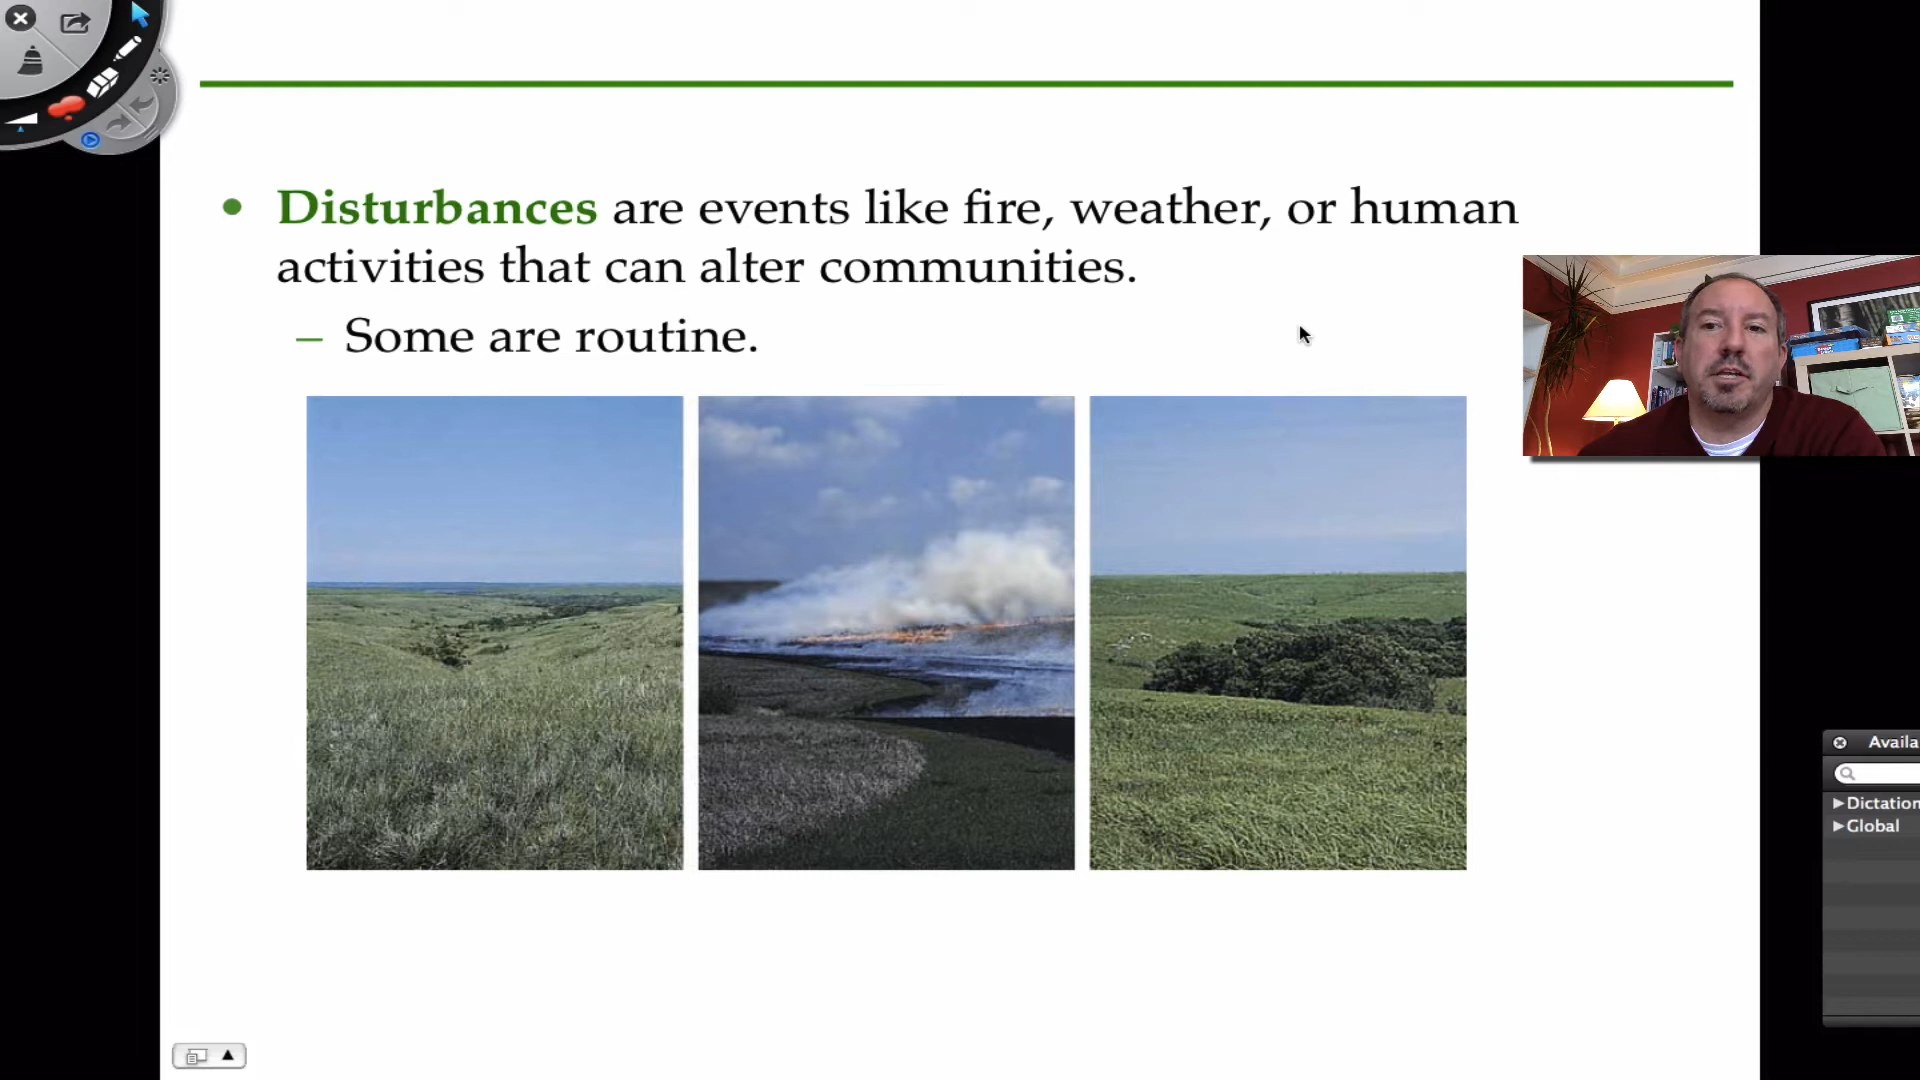 • Disturbances are events like fire, weather, or human
activities that can alter communities.
– Some are routine.
Availa
Dictation
Global